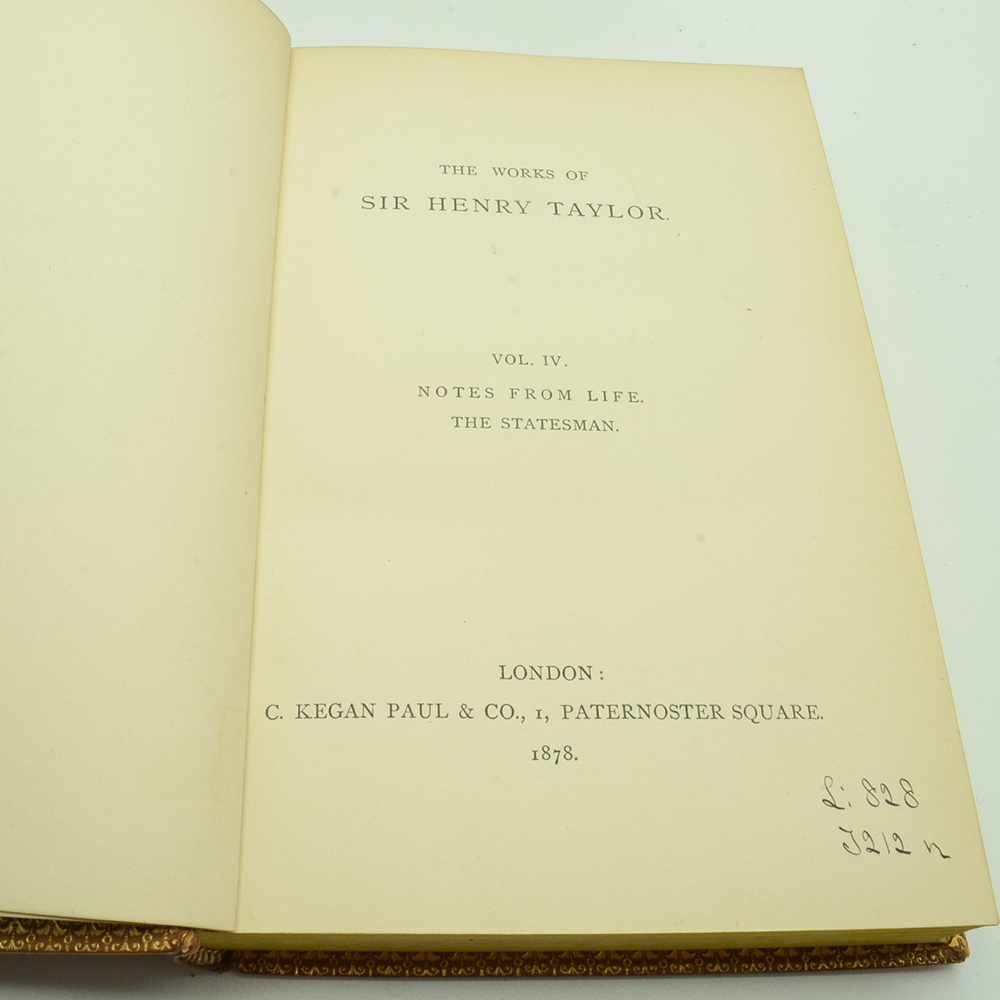 THE WORKS OF
SIR HENRY TAYLOR.
VOL. IV.
NOTES FROM LIFE.
THE STATESMAN.
LONDON:
C. KEGAN PAUL & CO., 1, PATERNOSTER SQUARE.
1878.
L: 828
T212 n